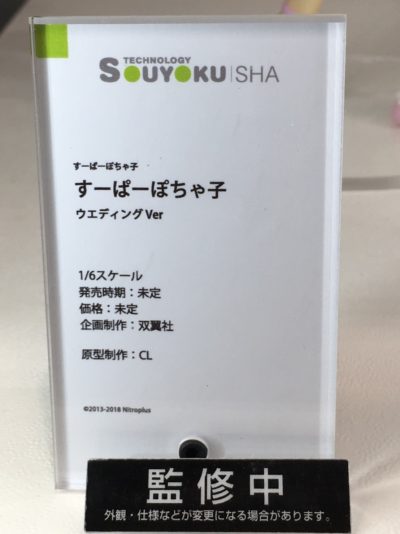 TECHNOLOGY
SOUYOKU|SHA
すーぱーぽちゃ子
すーぱーぽちゃ子
ウエディングVer
1/6スケール
発売時期：未定
価格：未定
企画制作：双翼社
原型制作：CL
©2013-2018 Nitroplus
監修中
外観・仕様などが変更になる場合があります。